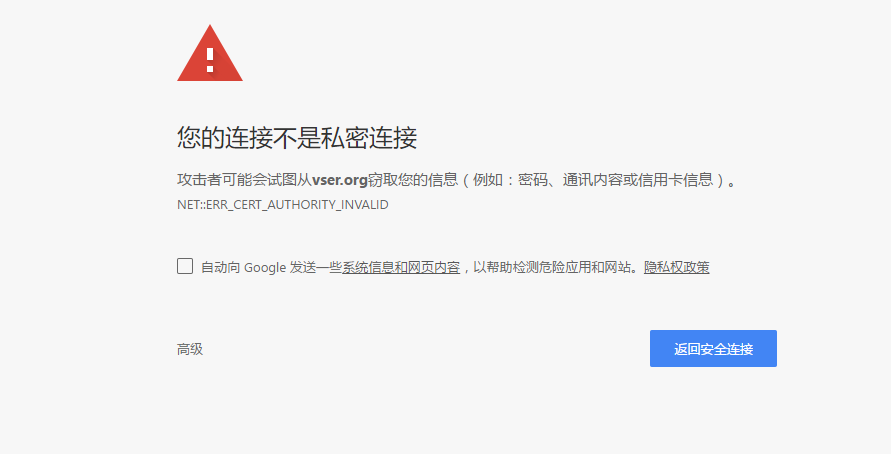 您的连接不是私密连接
攻击者可能会试图从vser.org窃取您的信息（例如：密码、通讯内容或信用卡信息）。
NET::ERR_CERT_AUTHORITY_INVALID
自动向 Google 发送一些系统信息和网页内容，以帮助检测危险应用和网站。隐私权政策
高级
返回安全连接